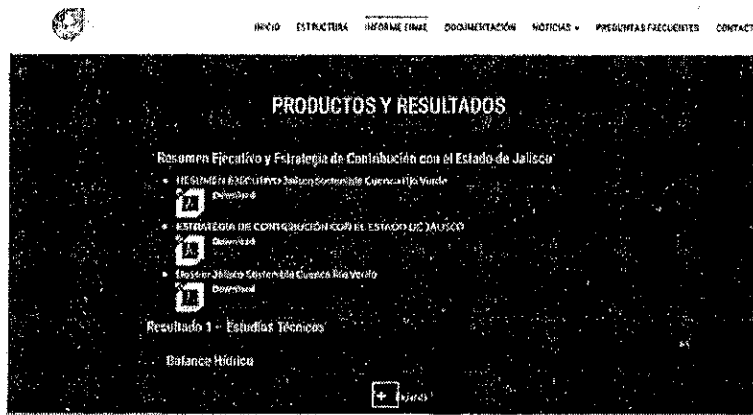 INICIO ESTRUCTURA INFORME FINAL DOCUMENTACIÓN NOTICIAS PREGUNTAS FRECUENTES CONTACT
PRODUCTOS Y RESULTADOS
Resumen Ejecutivo y Estrategia de Contribución con el Estado de Jalisco
RESUMEN EJECUTIVO Jalisco Sostenible Cuenca Río Verde
Download
ESTRATEGIA DE CONTRIBUCIÓN CON EL ESTADO DE JALISCO
Download
Dossier Jalisco Sostenible Cuenca Río Verde
Download
Resultado 1 – Estudios Técnicos
Balance Hídrico